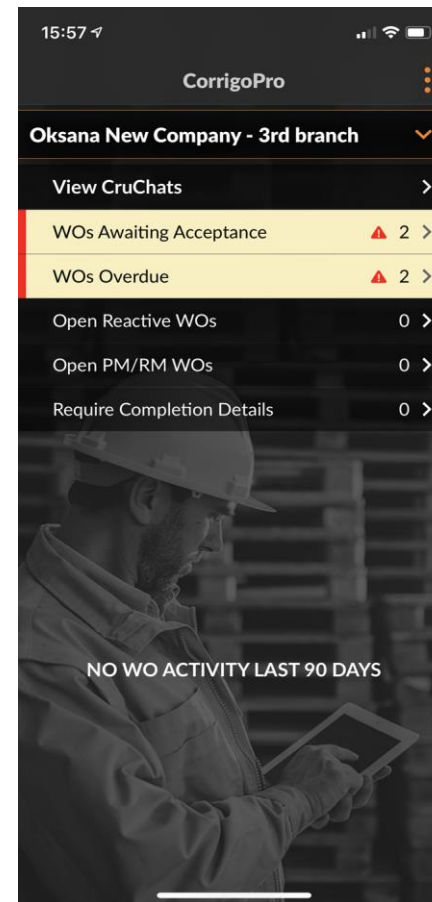 15:57
CorrigoPro
Oksana New Company - 3rd branch
View CruChats
WOs Awaiting Acceptance 2
WOs Overdue 2
Open Reactive WOs 0
Open PM/RM WOs 0
Require Completion Details 0
NO WO ACTIVITY LAST 90 DAYS